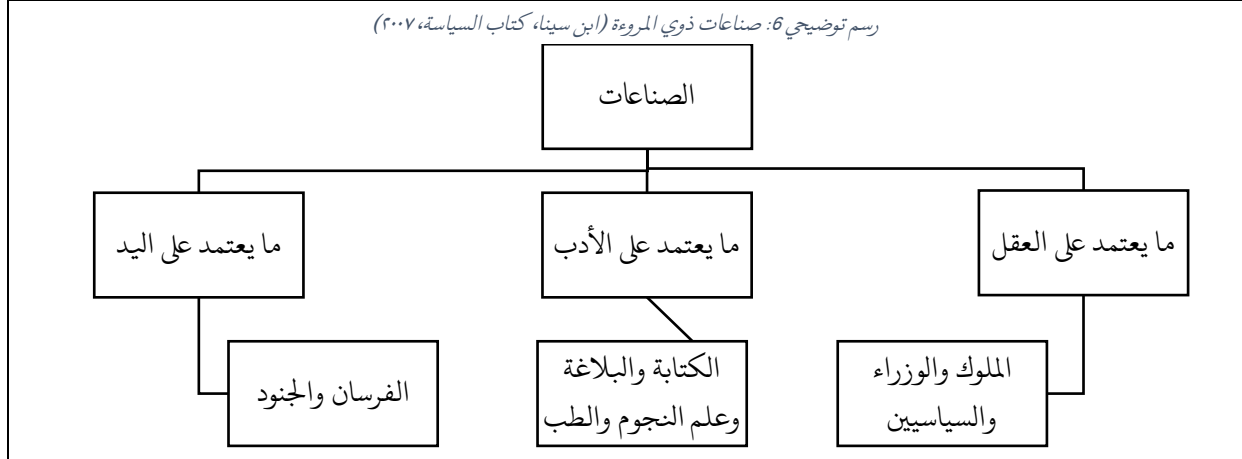 رسم توضيحي 6: صناعات ذوي المروءة (ابن سينا، كتاب السياسة، ٢٠٠٧)
الصناعات
ما يعتمد على العقل
ما يعتمد على الأدب
ما يعتمد على اليد
الملوك والوزراء
والسياسيين
الكتابة والبلاغة
وعلم النجوم والطب
الفرسان والجنود